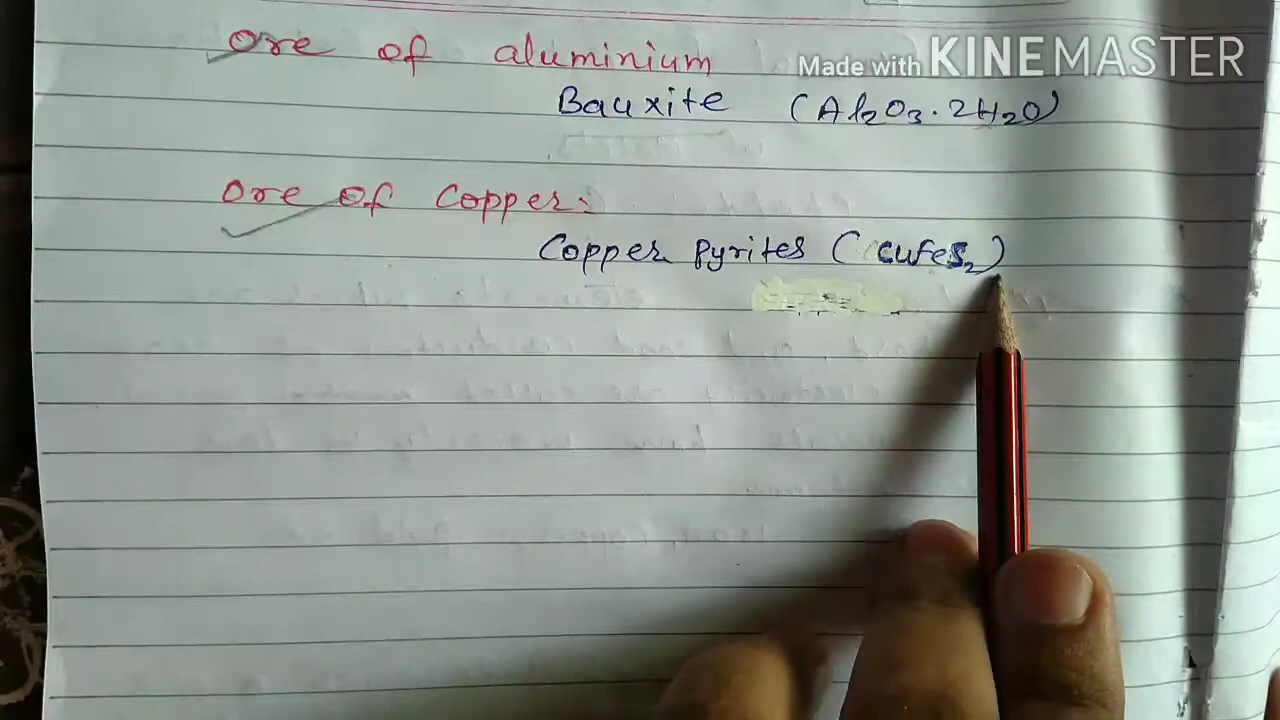 Ore of aluminium
Made with KINEMASTER
Bauxite (Al2O3.2H2O)
Ore of Copper:
Copper pyrites (CuFeS2)